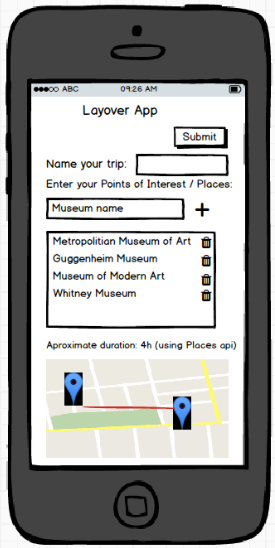 ABC 09:26 AM
Layover App
Submit
Name your trip:
Enter your Points of Interest / Places:
Museum name +
Metropolitian Museum of Art
Guggenheim Museum
Museum of Modern Art
Whitney Museum
Aproximate duration: 4h (using Places api)